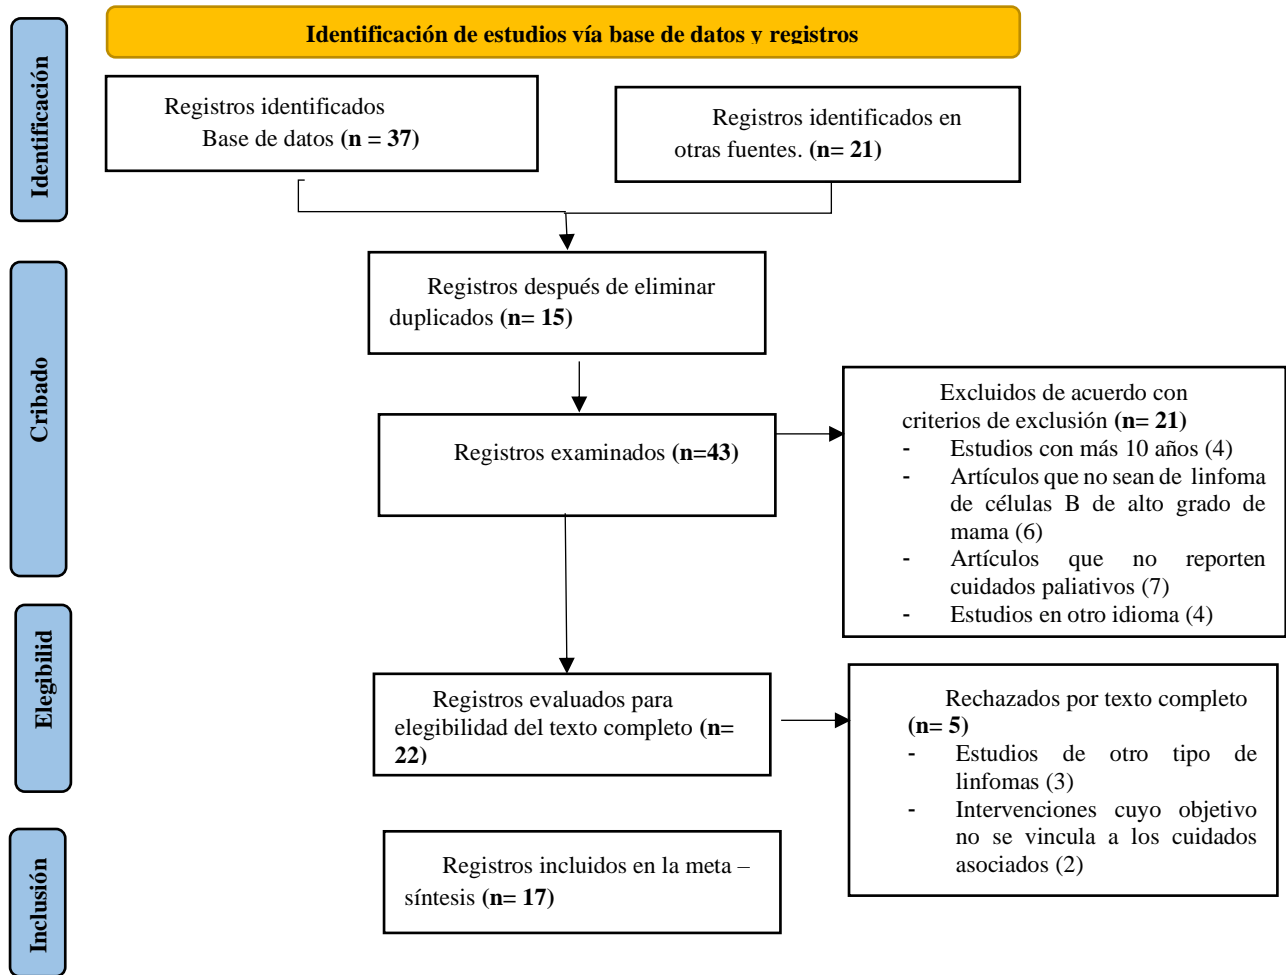 Identificación de estudios vía base de datos y registros
Identificación
Registros identificados
Base de datos (n = 37)
Registros identificados en
otras fuentes. (n= 21)
Cribado
Registros después de eliminar
duplicados (n= 15)
Registros examinados (n=43)
Excluidos de acuerdo con
criterios de exclusión (n= 21)
- Estudios con más 10 años (4)
- Artículos que no sean de linfoma
de células B de alto grado de
mama (6)
- Artículos que no reporten
cuidados paliativos (7)
- Estudios en otro idioma (4)
Elegibilid
Registros evaluados para
elegibilidad del texto completo (n=
22)
Rechazados por texto completo
(n= 5)
- Estudios de otro tipo de
linfomas (3)
- Intervenciones cuyo objetivo
no se vincula a los cuidados
asociados (2)
Inclusión
Registros incluidos en la meta –
síntesis (n= 17)